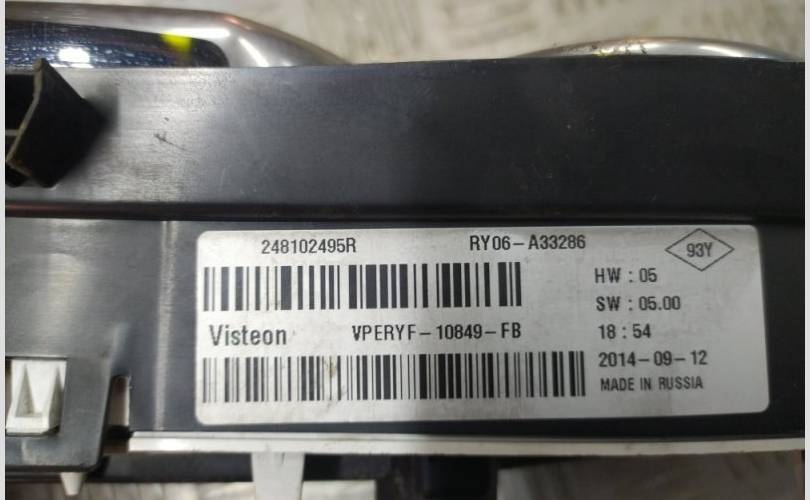 248102495R RY06-A33286
93Y
HW : 05
SW : 05.00
Visteon VPERYF-10849-FB 18 : 54
2014-09-12
MADE IN RUSSIA